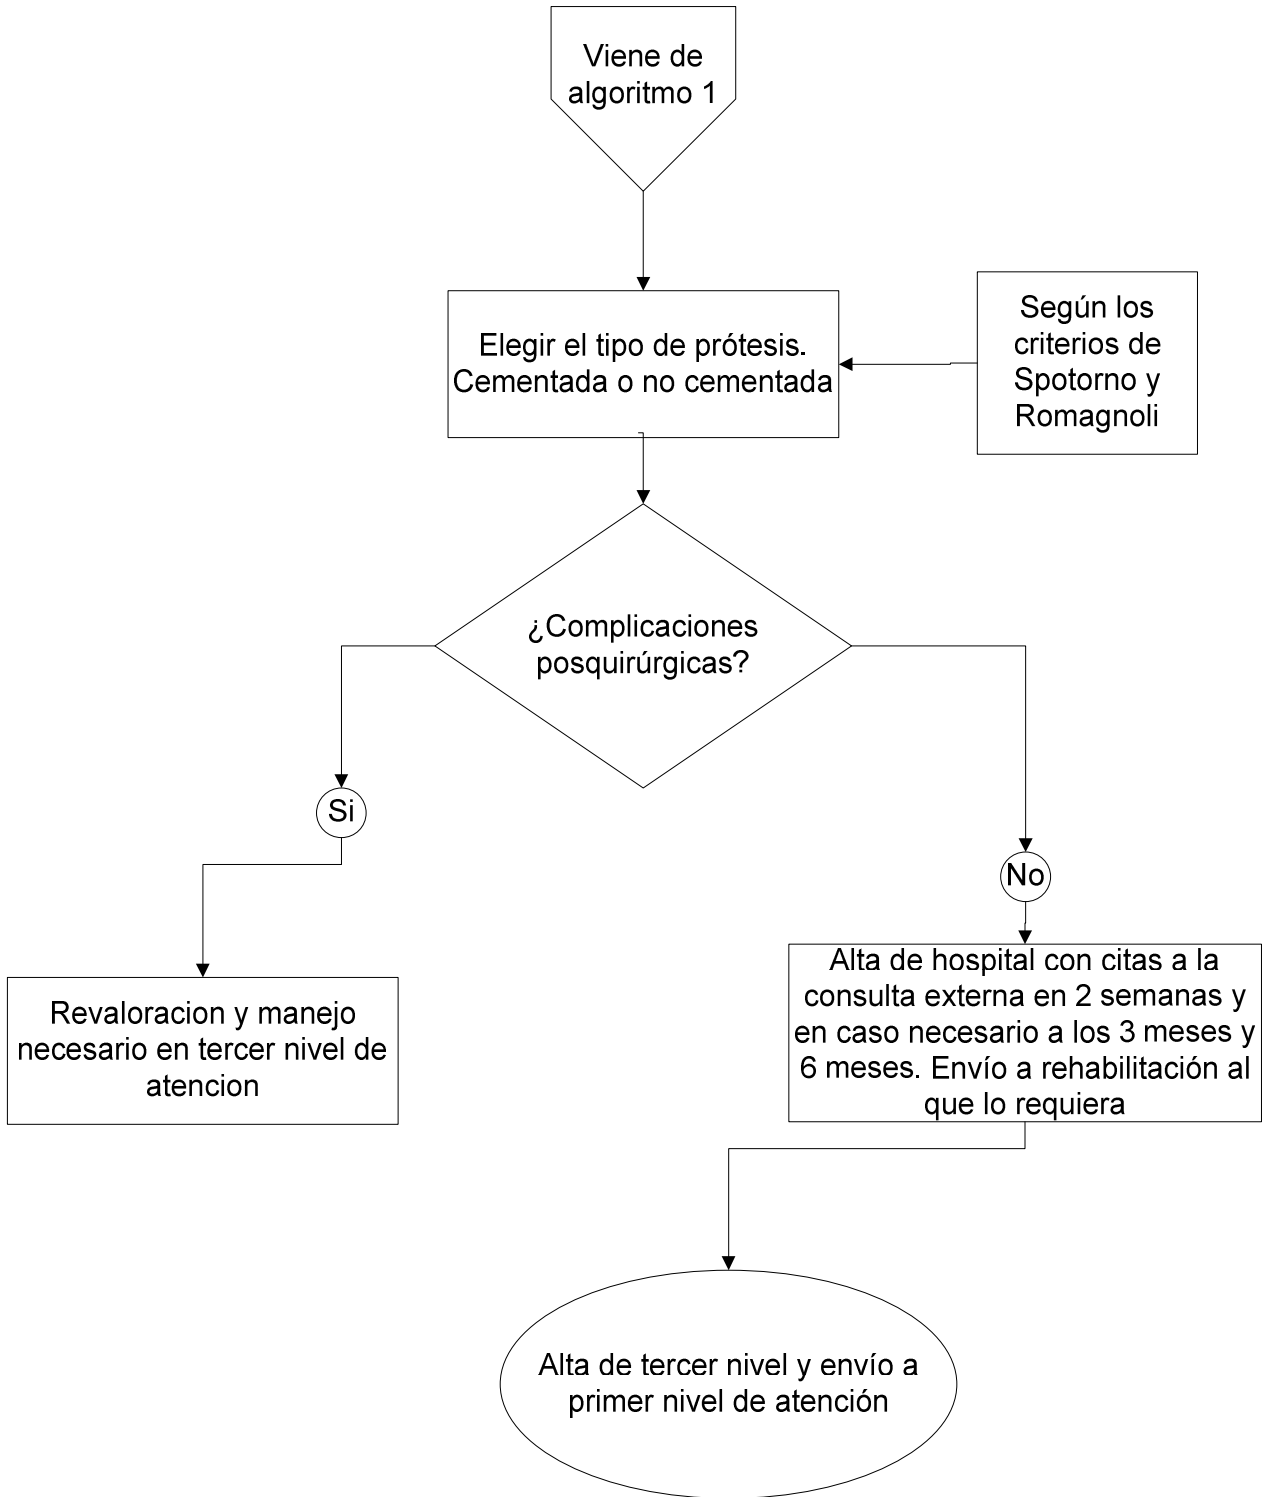 Viene de
algoritmo 1
Elegir el tipo de prótesis.
Cementada o no cementada
Según los
criterios de
Spotorno y
Romagnoli
¿Complicaciones
posquirúrgicas?
Si
No
Revaloracion y manejo
necesario en tercer nivel de
atencion
Alta de hospital con citas a la
consulta externa en 2 semanas y
en caso necesario a los 3 meses y
6 meses. Envío a rehabilitación al
que lo requiera
Alta de tercer nivel y envío a
primer nivel de atención